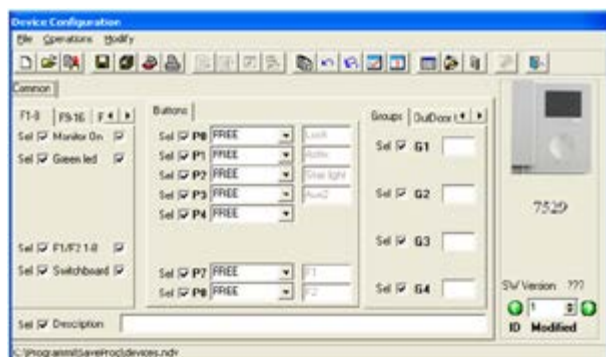 Device Configuration
File Operations Modify
Common
F1-8 F9-16 F
Sel Monitor On
Sel Green led
Sel F1/F2 1-8
Sel Switchboard
Buttons
Sel P0 FREE Lock
Sel P1 FREE
Sel P2 FREE Stair light
Sel P3 FREE Aux2
Sel P4 FREE
Sel P7 FREE F1
Sel P8 FREE F2
Groups OutDoor
Sel G1
Sel G2
Sel G3
Sel G4
7529
SW Version ???
1
ID Modified
Sel Description
C:\Programmi\SaveProg\devices.ndv